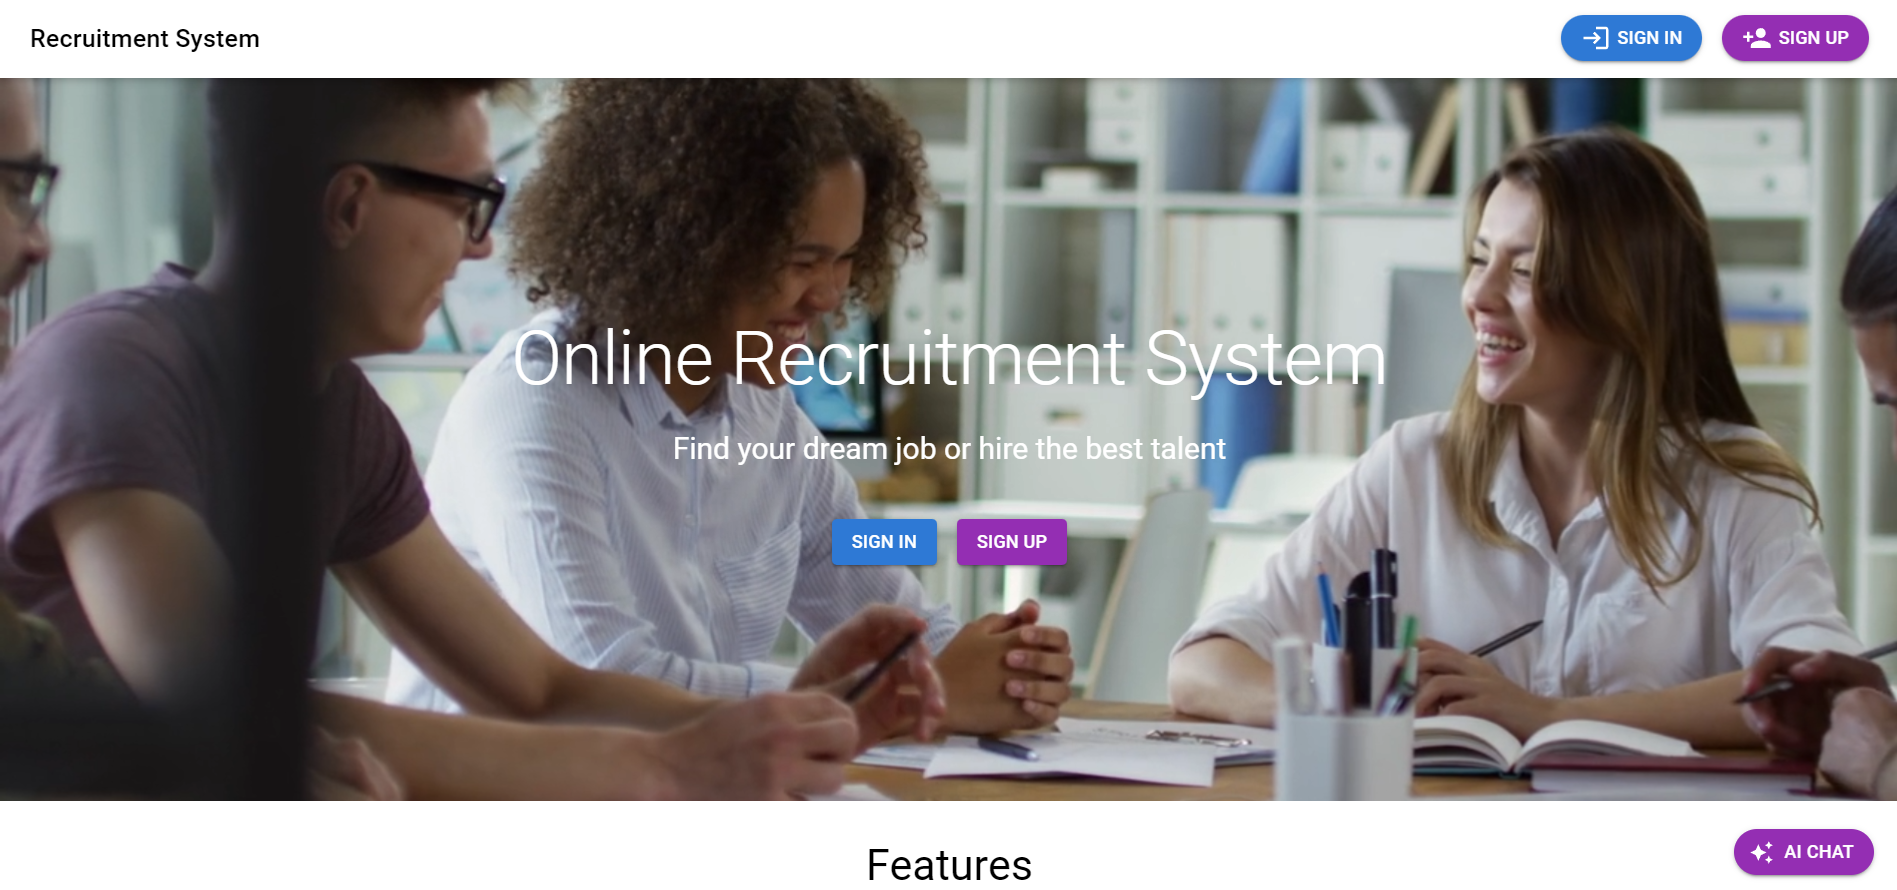 Recruitment System
SIGN IN
SIGN UP
Online Recruitment System
Find your dream job or hire the best talent
SIGN IN
SIGN UP
Features
AI CHAT